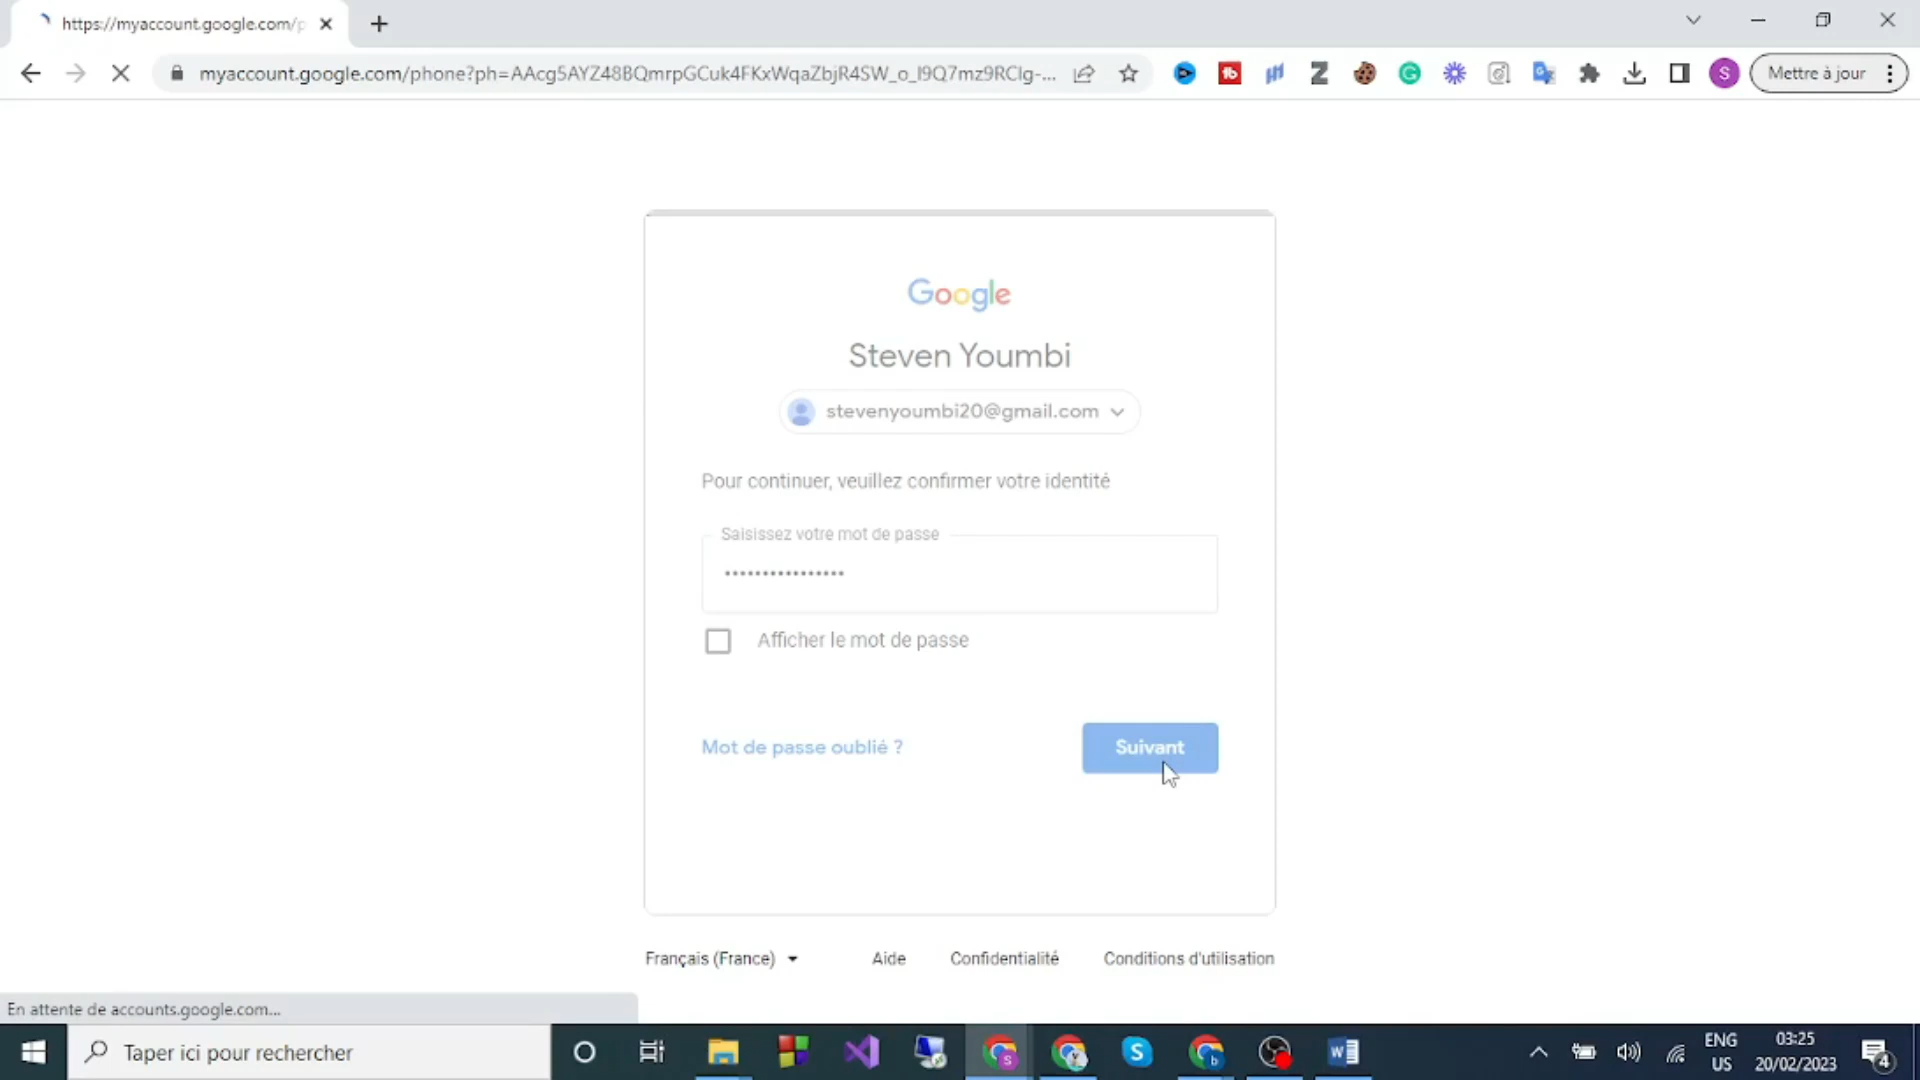 https://myaccount.google.com/p
myaccount.google.com/phone?ph=AAcg5AYZ48BQmrpGCuk4FKxWqaZbjR4SW_o_I9Q7mz9RCIg-...
Mettre à jour
Google
Steven Youmbi
stevenyoumbi20@gmail.com
Pour continuer, veuillez confirmer votre identité
Saisissez votre mot de passe
••••••••••••••••
Afficher le mot de passe
Mot de passe oublié ?
Suivant
Français (France)
Aide
Confidentialité
Conditions d'utilisation
En attente de accounts.google.com...
Taper ici pour rechercher
ENG
US
03:25
20/02/2023
4